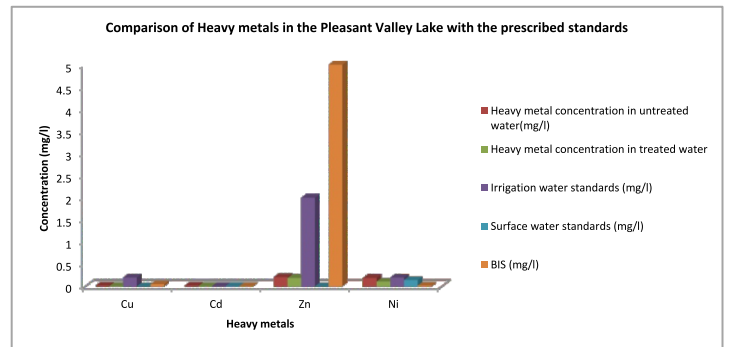 Comparison of Heavy metals in the Pleasant Valley Lake with the prescribed standards
5
4.5
4
3.5
3
2.5
2
1.5
1
0.5
0
Concentration (mg/l)
Cu Cd Zn Ni
Heavy metals
Heavy metal concentration in untreated
water(mg/l)
Heavy metal concentration in treated water
Irrigation water standards (mg/l)
Surface water standards (mg/l)
BIS (mg/l)